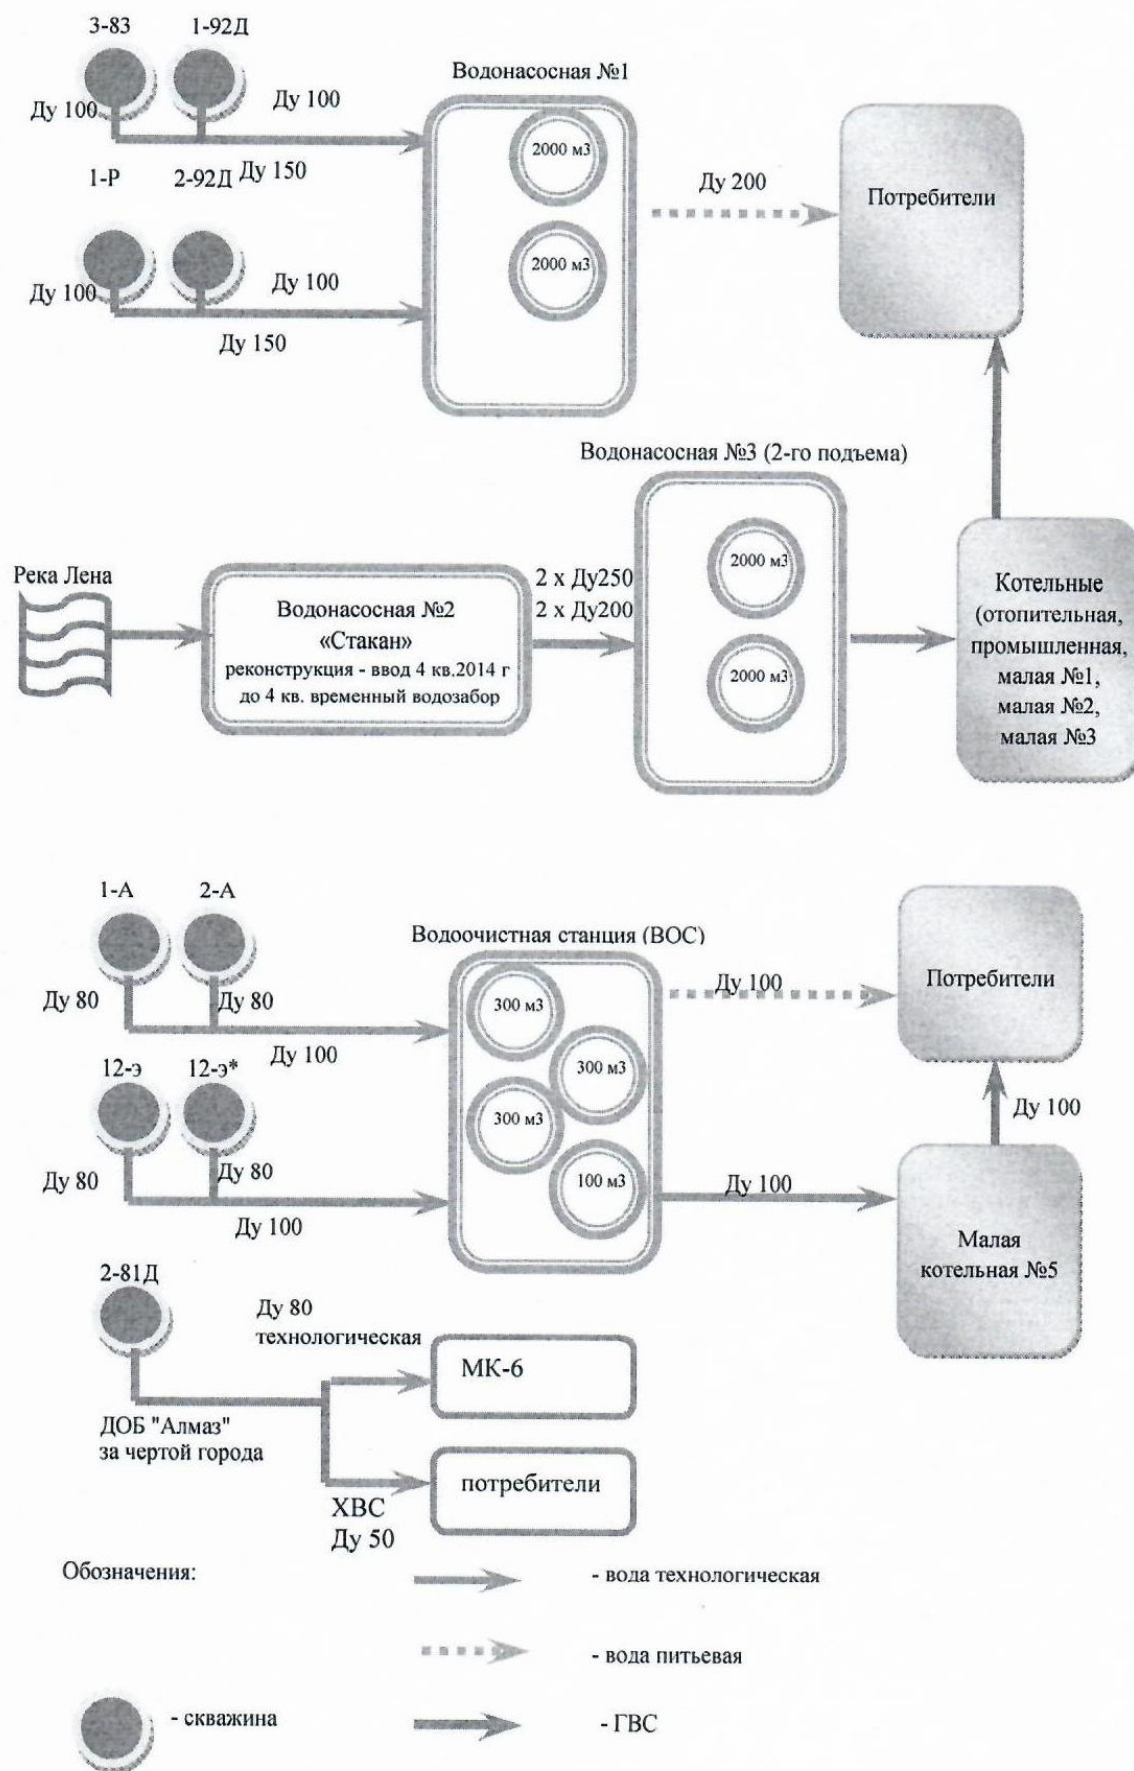 3-83
1-92Д
Водонасосная №1
Ду 100
Ду 100
2000 м3
1-Р
2-92Д
Ду 150
Ду 200
Потребители
2000 м3
Ду 100
Ду 100
Ду 150
Водонасосная №3 (2-го подъема)
Река Лена
2000 м3
2 х Ду250
2 х Ду200
Водонасосная №2
«Стакан»
реконструкция - ввод 4 кв.2014 г
до 4 кв. временный водозабор
2000 м3
Котельные
(отопительная,
промышленная,
малая №1,
малая №2,
малая №3
1-А
2-А
Водоочистная станция (ВОС)
Ду 80
Ду 80
300 м3
Ду 100
Потребители
Ду 100
12-э
12-э*
300 м3
300 м3
Ду 100
Ду 80
Ду 80
100 м3
Ду 100
Ду 100
Малая
котельная №5
2-81Д
Ду 80
технологическая
МК-6
ДОБ "Алмаз"
за чертой города
потребители
ХВС
Ду 50
Обозначения:
- вода технологическая
- вода питьевая
- скважина
- ГВС